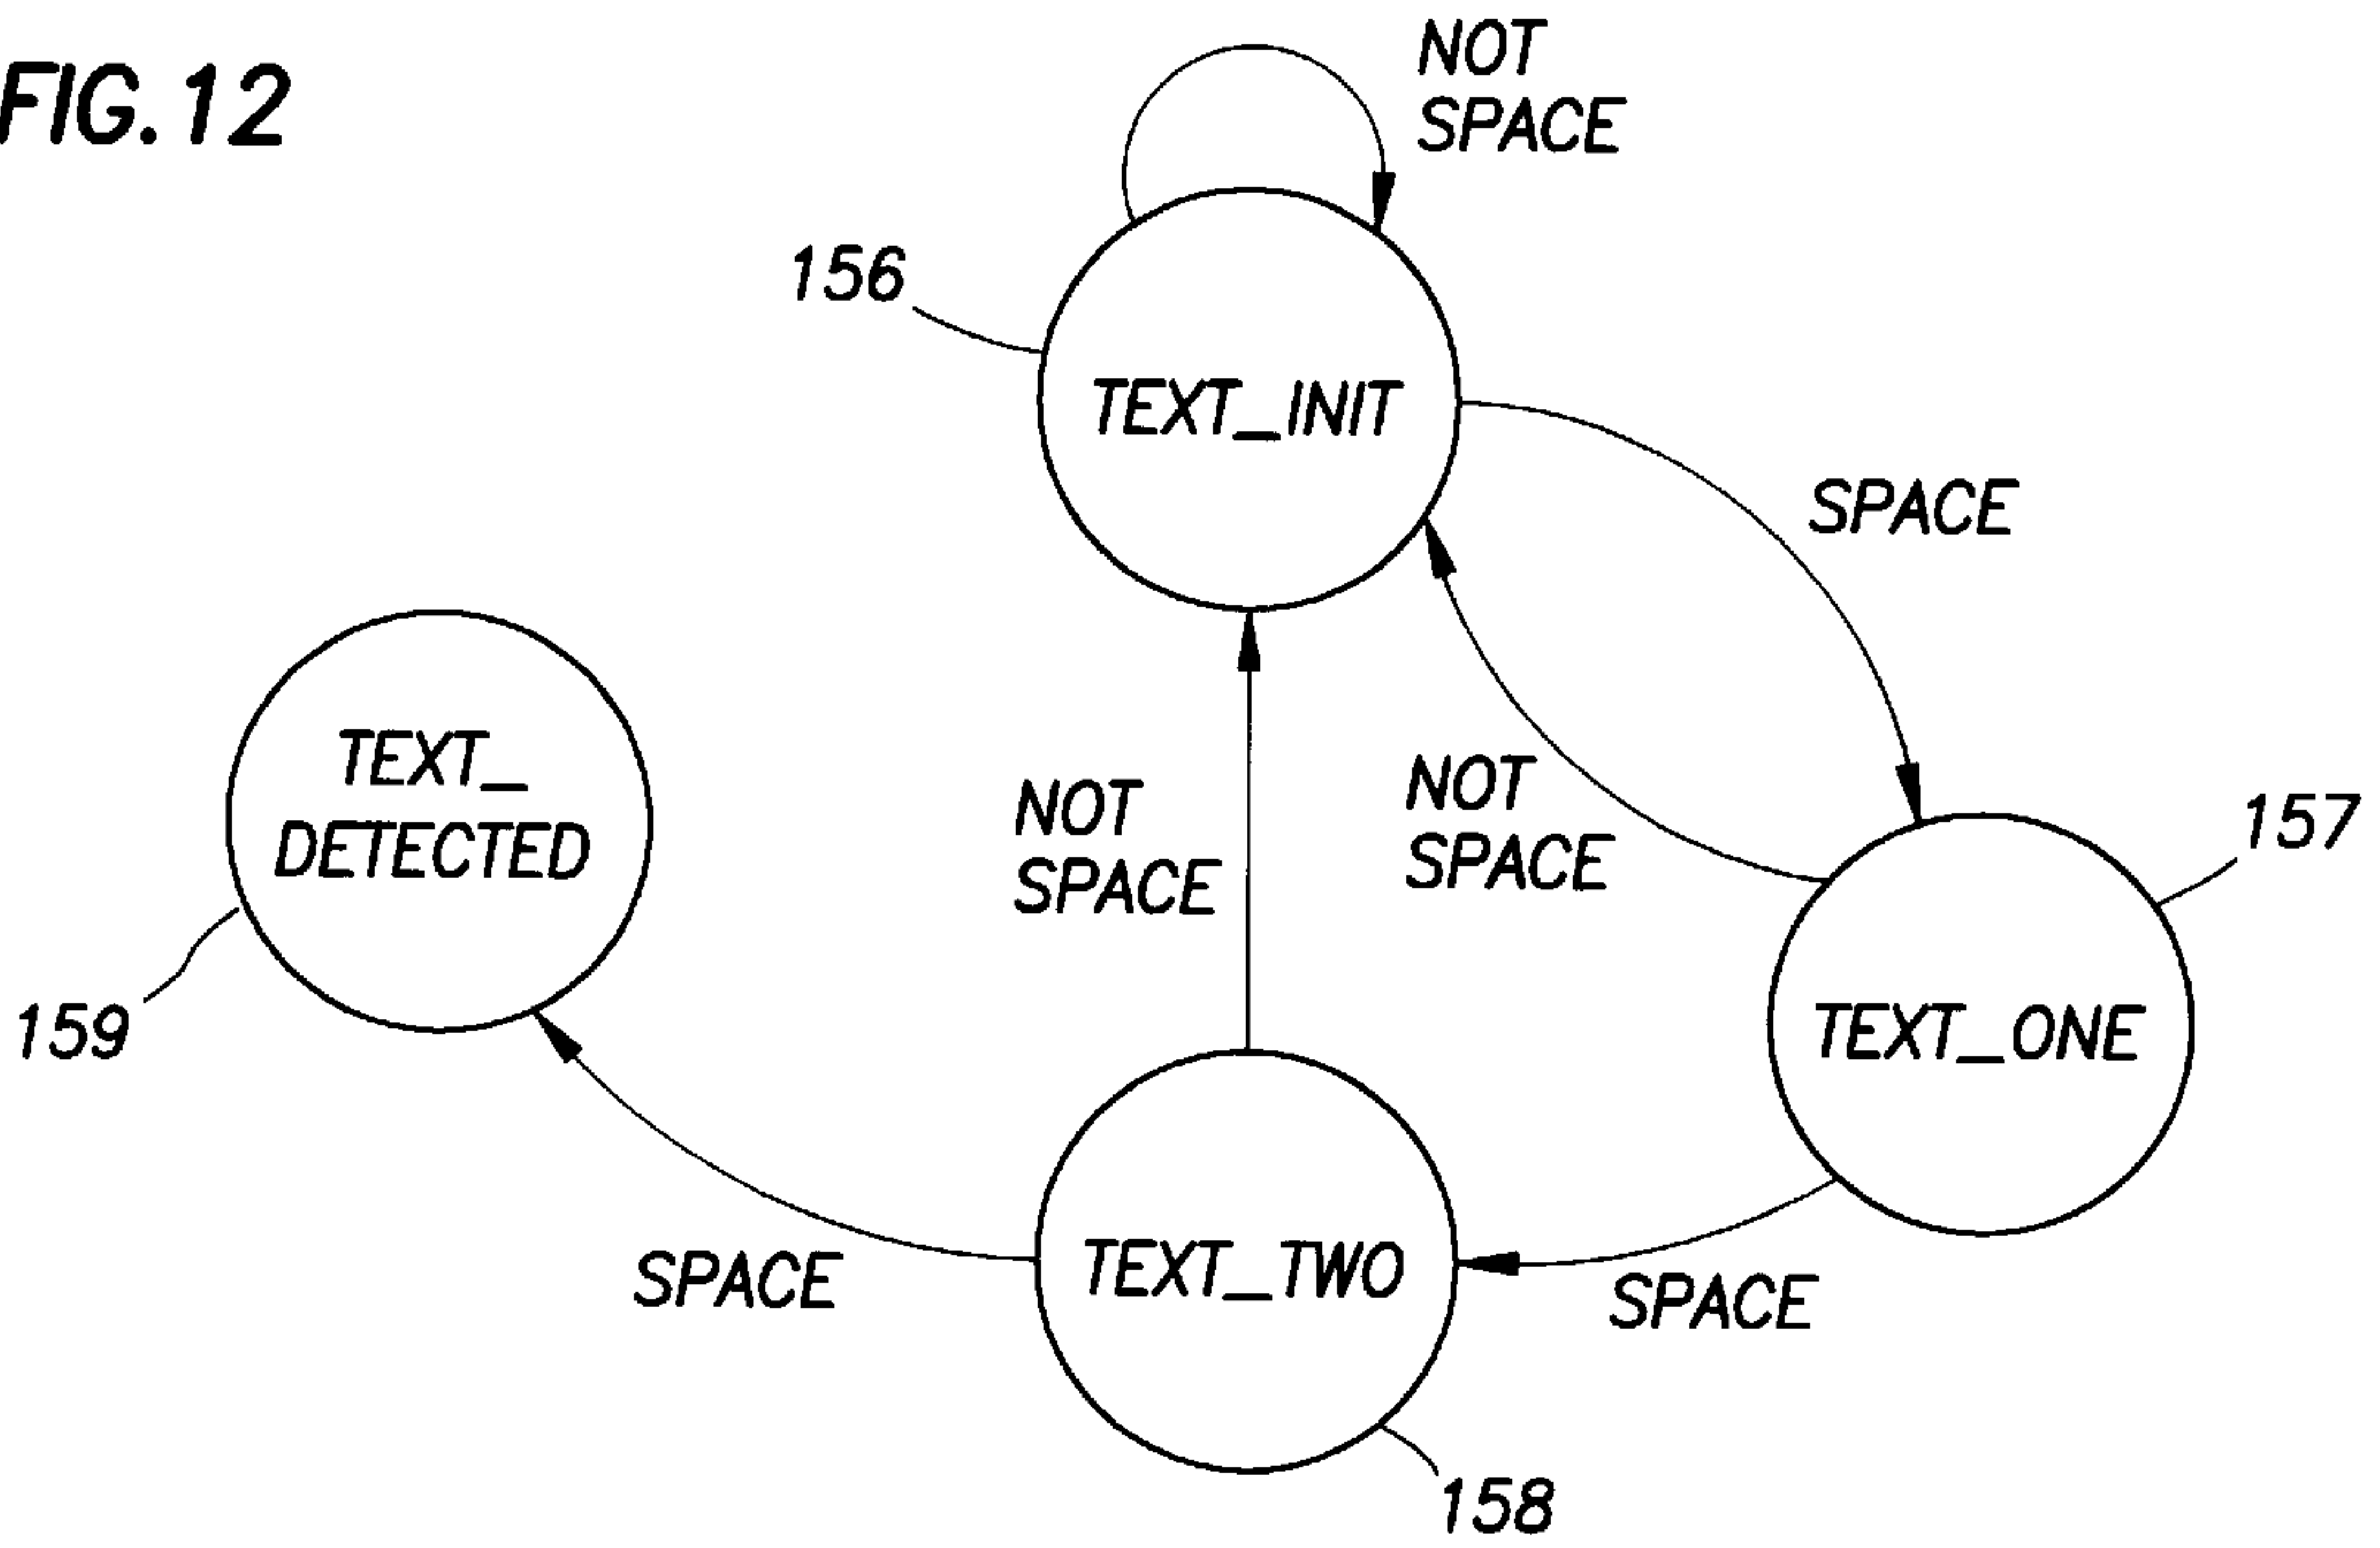 FIG.12
NOT
SPACE
156
TEXT_INIT
SPACE
TEXT_
DETECTED
NOT
SPACE
NOT
SPACE
157
159
TEXT_ONE
SPACE
TEXT_TWO
SPACE
158